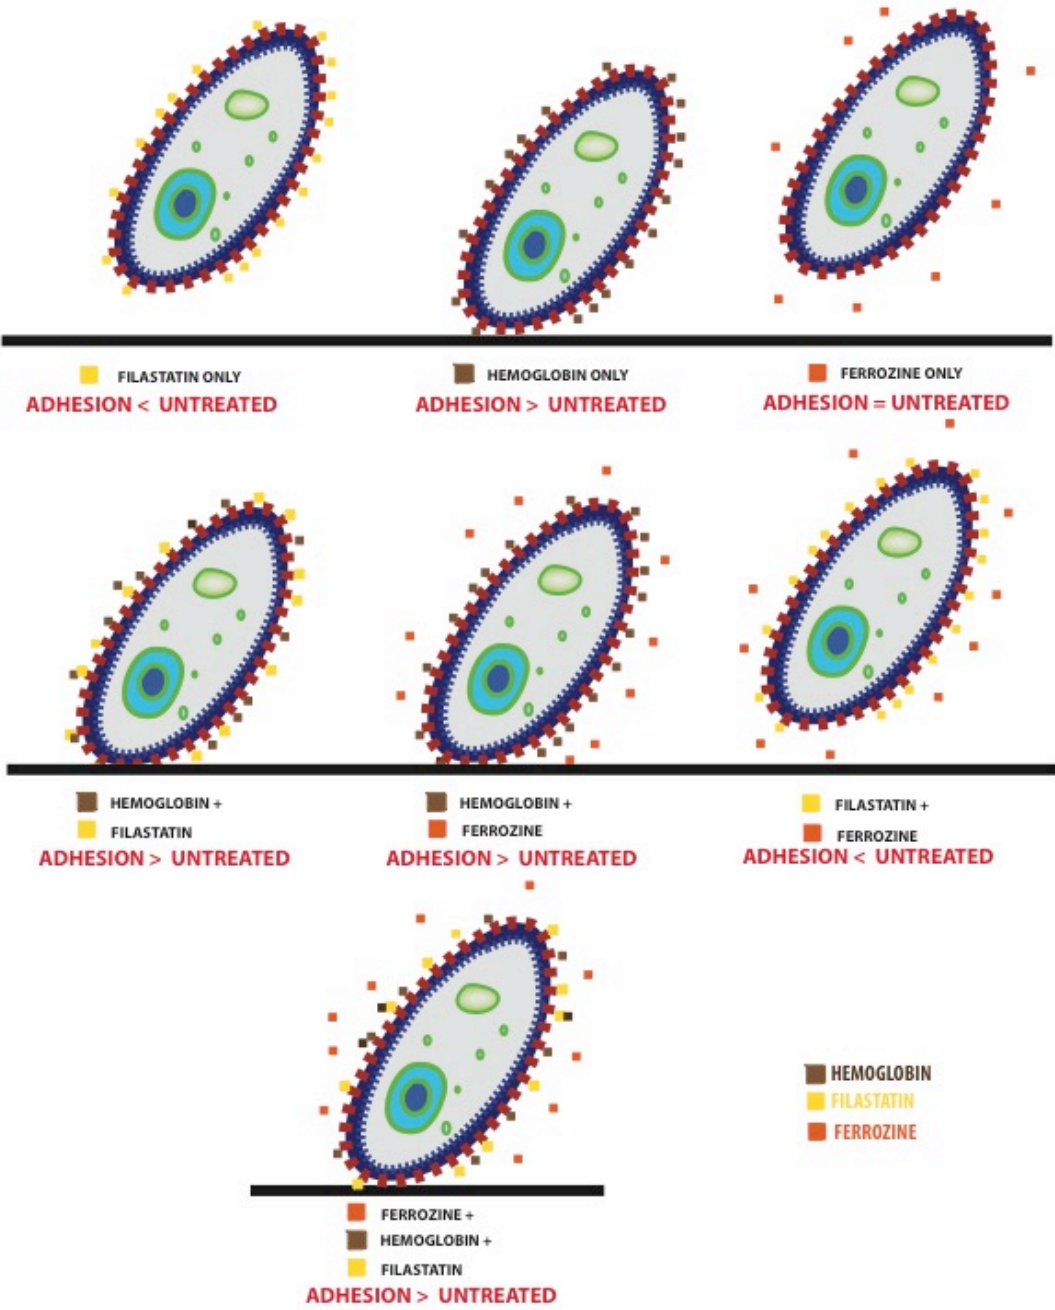 FILASTATIN ONLY
ADHESION < UNTREATED
HEMOGLOBIN ONLY
ADHESION > UNTREATED
FERROZINE ONLY
ADHESION = UNTREATED
HEMOGLOBIN +
FILASTATIN
ADHESION > UNTREATED
HEMOGLOBIN +
FERROZINE
ADHESION > UNTREATED
FILASTATIN +
FERROZINE
ADHESION < UNTREATED
FERROZINE +
HEMOGLOBIN +
FILASTATIN
ADHESION > UNTREATED
HEMOGLOBIN
FILASTATIN
FERROZINE